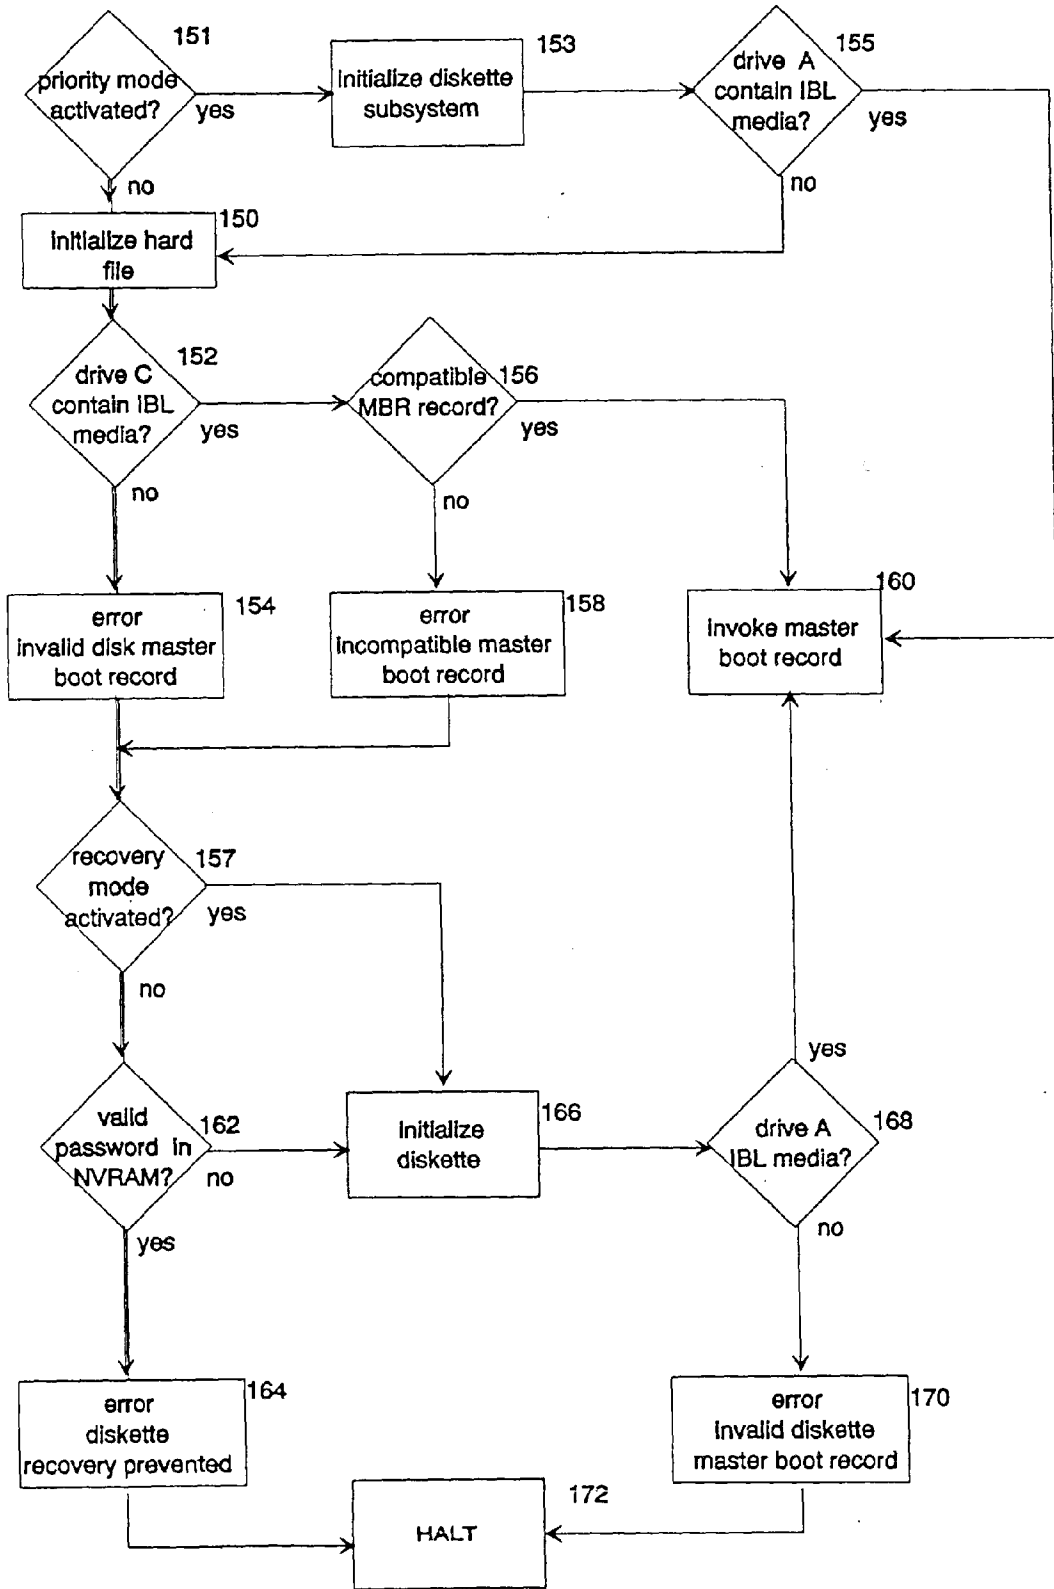 151
priority mode
activated?
yes
no
153
initialize diskette
subsystem
155
drive A
contain IBL
media?
yes
no
150
initialize hard
file
152
drive C
contain IBL
media?
yes
no
156
compatible
MBR record?
yes
no
154
error
invalid disk master
boot record
158
error
incompatible master
boot record
160
invoke master
boot record
157
recovery
mode
activated?
yes
no
162
valid
password in
NVRAM?
no
yes
166
initialize
diskette
168
yes
drive A
IBL media?
no
164
error
diskette
recovery prevented
170
error
invalid diskette
master boot record
172
HALT